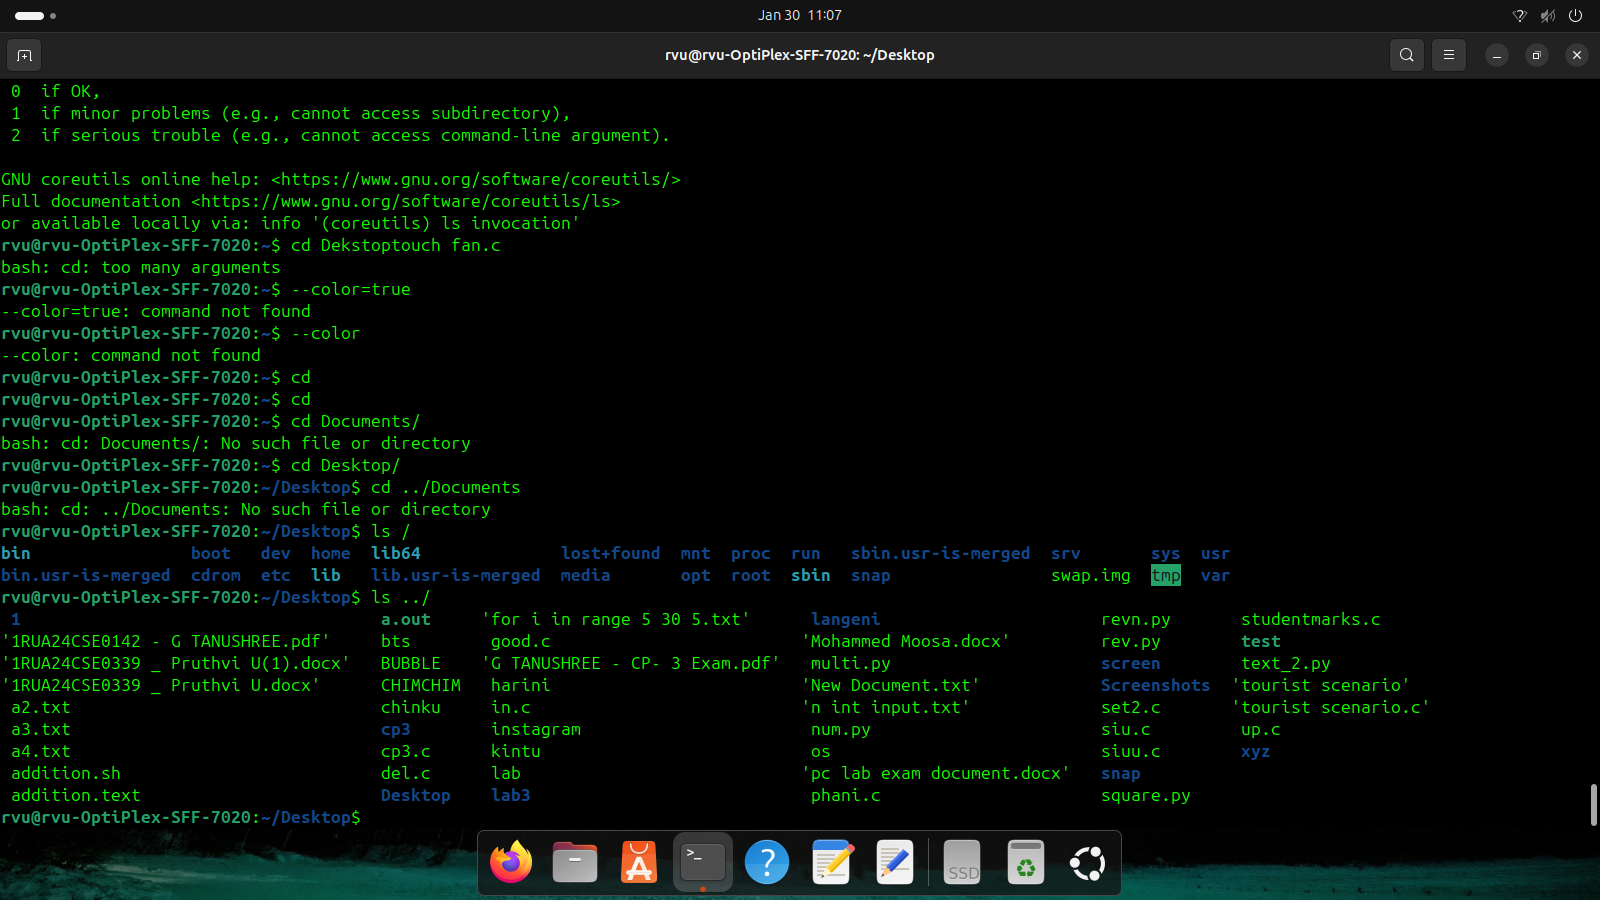 Jan 30 11:07
rvu@rvu-OptiPlex-SFF-7020: ~/Desktop
0 if OK,
1 if minor problems (e.g., cannot access subdirectory),
2 if serious trouble (e.g., cannot access command-line argument).
GNU coreutils online help: <https://www.gnu.org/software/coreutils/>
Full documentation <https://www.gnu.org/software/coreutils/ls>
or available locally via: info '(coreutils) ls invocation'
rvu@rvu-OptiPlex-SFF-7020:~$ cd Dekstoptouch fan.c
bash: cd: too many arguments
rvu@rvu-OptiPlex-SFF-7020:~$ --color=true
--color=true: command not found
rvu@rvu-OptiPlex-SFF-7020:~$ --color
--color: command not found
rvu@rvu-OptiPlex-SFF-7020:~$ cd
rvu@rvu-OptiPlex-SFF-7020:~$ cd
rvu@rvu-OptiPlex-SFF-7020:~$ cd Documents/
bash: cd: Documents/: No such file or directory
rvu@rvu-OptiPlex-SFF-7020:~$ cd Desktop/
rvu@rvu-OptiPlex-SFF-7020:~/Desktop$ cd ../Documents
bash: cd: ../Documents: No such file or directory
rvu@rvu-OptiPlex-SFF-7020:~/Desktop$ ls /
bin boot dev home lib64 lost+found mnt proc run sbin.usr-is-merged srv sys usr
bin.usr-is-merged cdrom etc lib lib.usr-is-merged media opt root sbin snap swap.img tmp var
rvu@rvu-OptiPlex-SFF-7020:~/Desktop$ ls ../
1 a.out 'for i in range 5 30 5.txt' langeni revn.py studentmarks.c
'1RUA24CSE0142 - G TANUSHREE.pdf' bts good.c 'Mohammed Moosa.docx' rev.py test
'1RUA24CSE0339 _ Pruthvi U(1).docx' BUBBLE 'G TANUSHREE - CP- 3 Exam.pdf' multi.py screen text_2.py
'1RUA24CSE0339 _ Pruthvi U.docx' CHIMCHIM harini 'New Document.txt' Screenshots 'tourist scenario'
a2.txt chinku in.c 'n int input.txt' set2.c 'tourist scenario.c'
a3.txt cp3 instagram num.py siu.c up.c
a4.txt cp3.c kintu os siuu.c xyz
addition.sh del.c lab 'pc lab exam document.docx' snap
addition.text Desktop lab3 phani.c square.py
rvu@rvu-OptiPlex-SFF-7020:~/Desktop$
>_
?
SSD